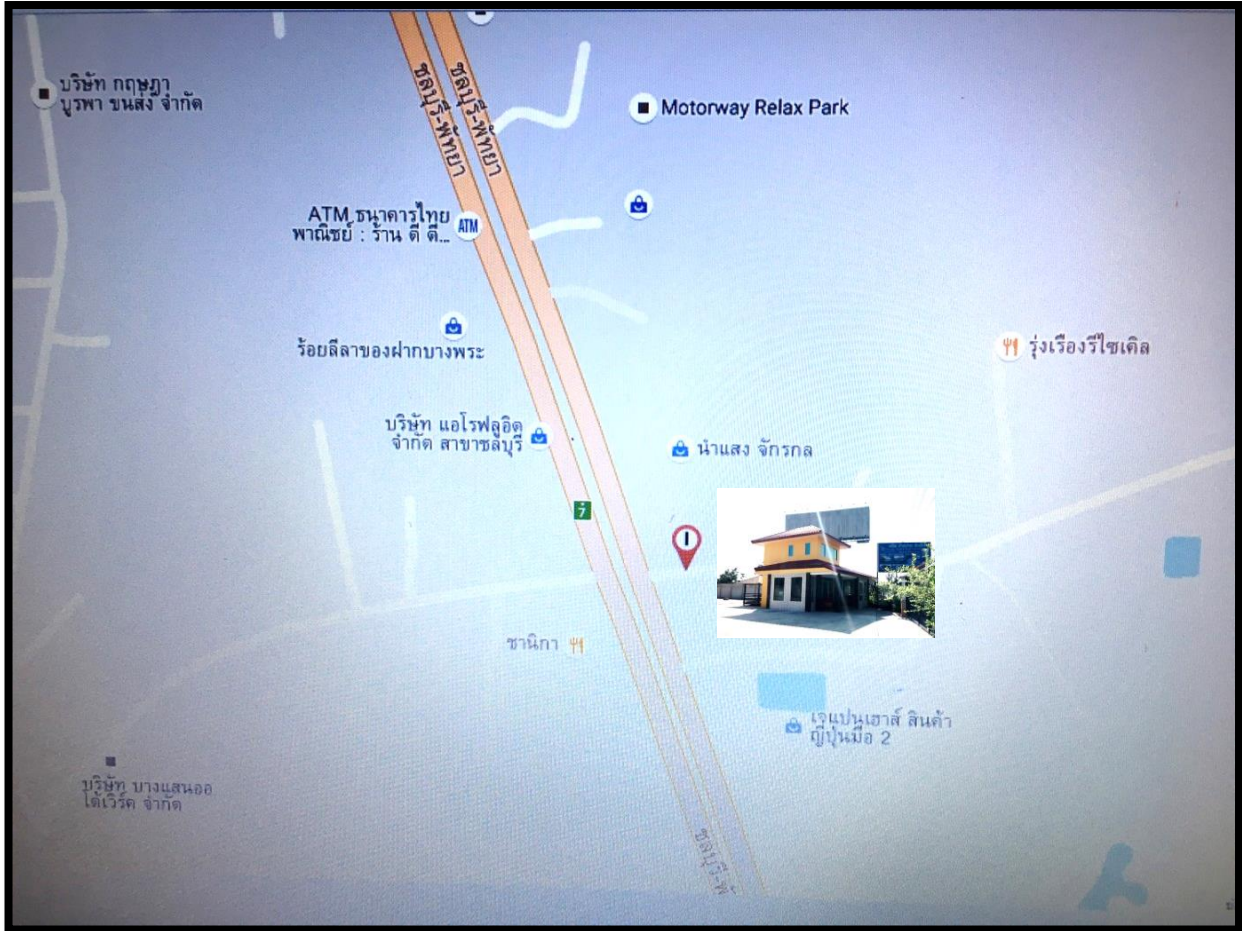 บริษัท กฤษฎา
บูรพา ขนส่ง จำกัด
ชลบุรี-พัทยา
ชลบุรี-พัทยา
Motorway Relax Park
ATM ธนาคารไทย
พาณิชย์ : ร้าน ดี ดี...
ATM
ร้อยลีลาของฝากบางพระ
รุ่งเรืองรีไซเคิล
บริษัท แอโรฟลูอิด
จำกัด สาขาชลบุรี
นำแสง จักรกล
7
ชานิกา
เจแปนเฮาส์ สินค้า
ญี่ปุ่นมือ 2
บริษัท บางแสนออ
โต้เวิร์ค จำกัด
ชลบุรี-พั